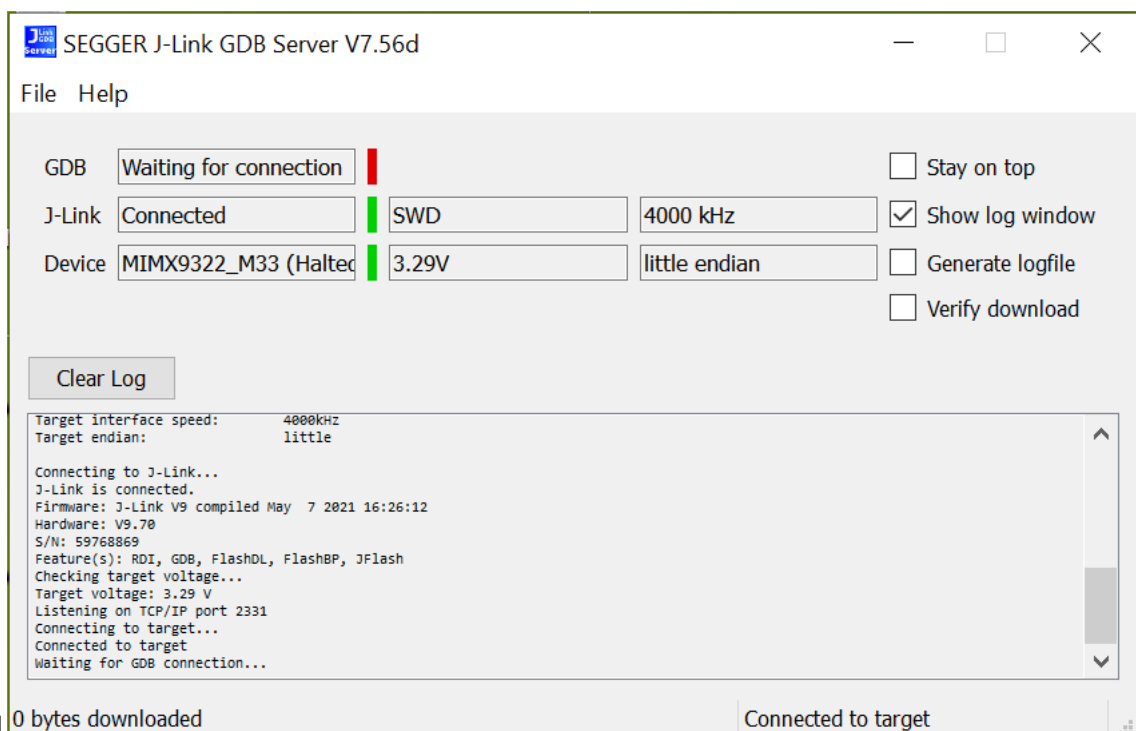 J-Link GDB Server
SEGGER J-Link GDB Server V7.56d
File Help
GDB Waiting for connection Stay on top
J-Link Connected SWD 4000 kHz Show log window
Device MIMX9322_M33 (Halted 3.29V little endian Generate logfile
Verify download
Clear Log
Target interface speed: 4000kHz
Target endian: little
Connecting to J-Link...
J-Link is connected.
Firmware: J-Link V9 compiled May  7 2021 16:26:12
Hardware: V9.70
S/N: 59768869
Feature(s): RDI, GDB, FlashDL, FlashBP, JFlash
Checking target voltage...
Target voltage: 3.29 V
Listening on TCP/IP port 2331
Connecting to target...
Connected to target
Waiting for GDB connection...
0 bytes downloaded Connected to target